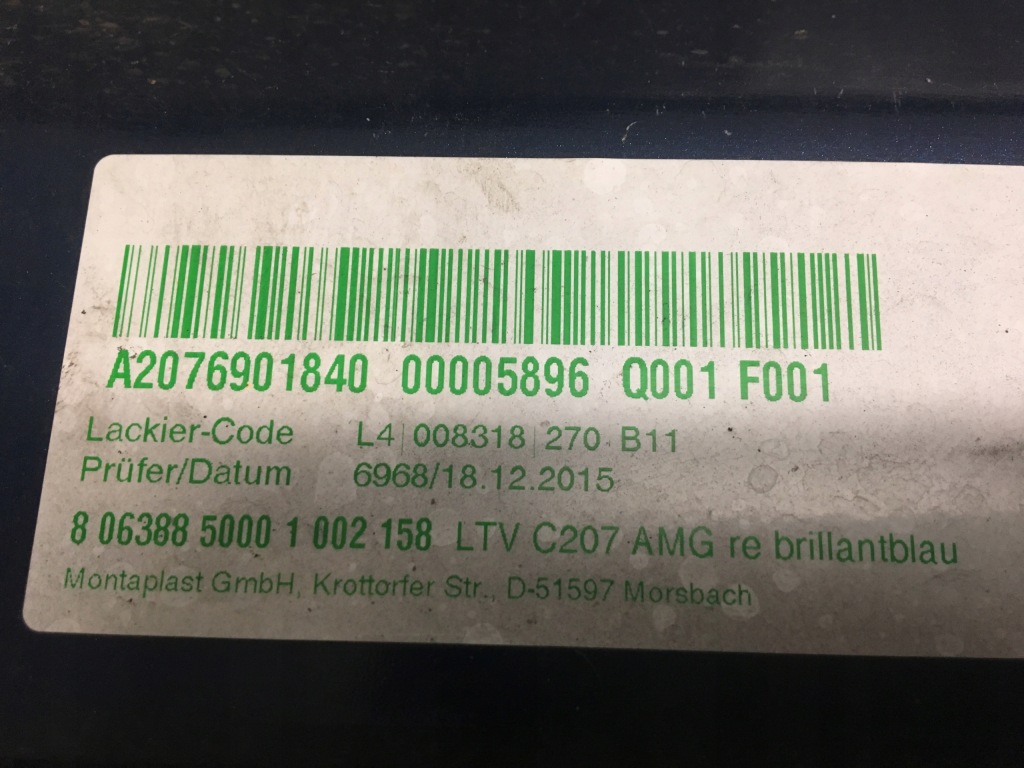 A2076901840 00005896 Q001 F001
Lackier-Code L4|008318|270 B11
Prüfer/Datum 6968/18.12.2015
8 06388 5000 1 002 158 LTV C207 AMG re brillantblau
Montaplast GmbH, Krottorfer Str., D-51597 Morsbach